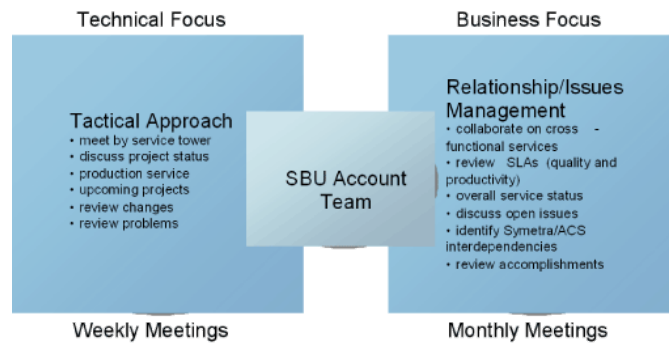 Technical Focus
Business Focus
Tactical Approach
• meet by service tower
• discuss project status
• production service
• upcoming projects
• review changes
• review problems
SBU Account
Team
Relationship/Issues
Management
• collaborate on cross -
functional services
• review SLAs (quality and
productivity)
• overall service status
• discuss open issues
• identify Symetra/ACS
interdependencies
• review accomplishments
Weekly Meetings
Monthly Meetings